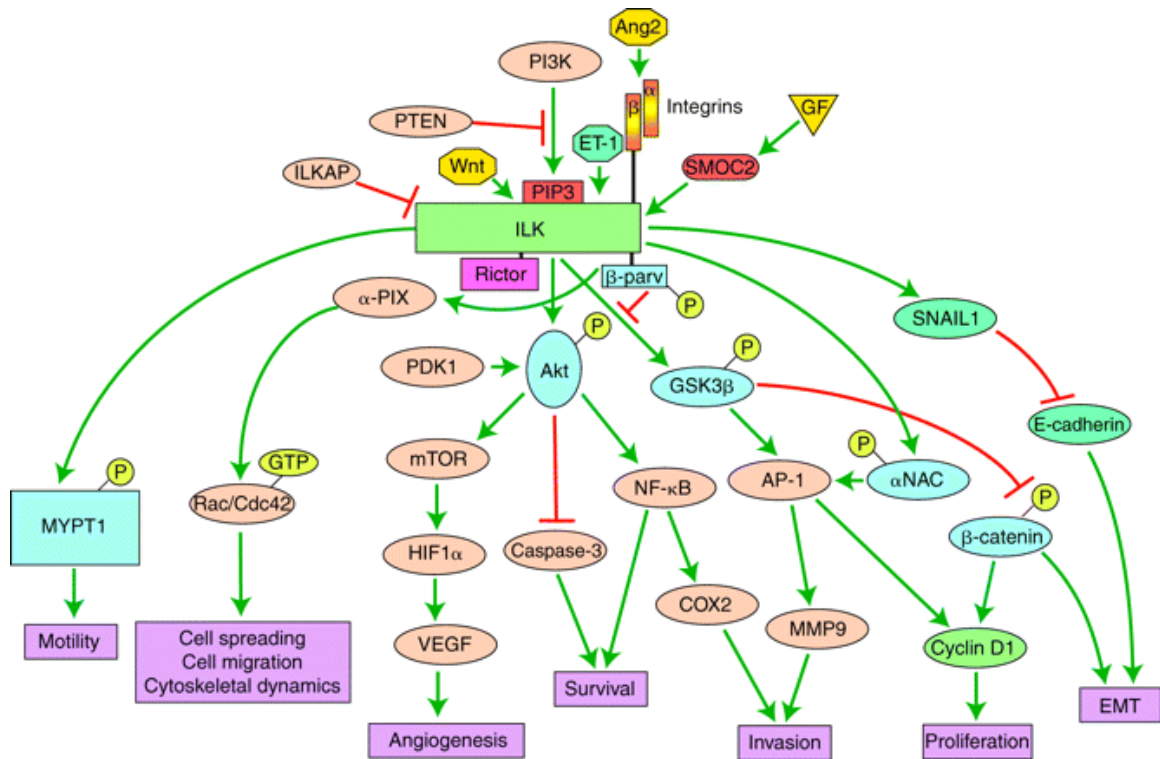 Ang2
PI3K
β
α
Integrins
GF
PTEN
ET-1
Wnt
SMOC2
ILKAP
PIP3
ILK
Rictor
β-parv
P
α-PIX
SNAIL1
P
P
PDK1
Akt
GSK3β
E-cadherin
GTP
P
mTOR
P
Rac/Cdc42
NF-κB
AP-1
αNAC
P
MYPT1
β-catenin
HIF1α
Caspase-3
COX2
MMP9
Motility
Cell spreading
Cell migration
Cytoskeletal dynamics
VEGF
Cyclin D1
Survival
EMT
Angiogenesis
Invasion
Proliferation